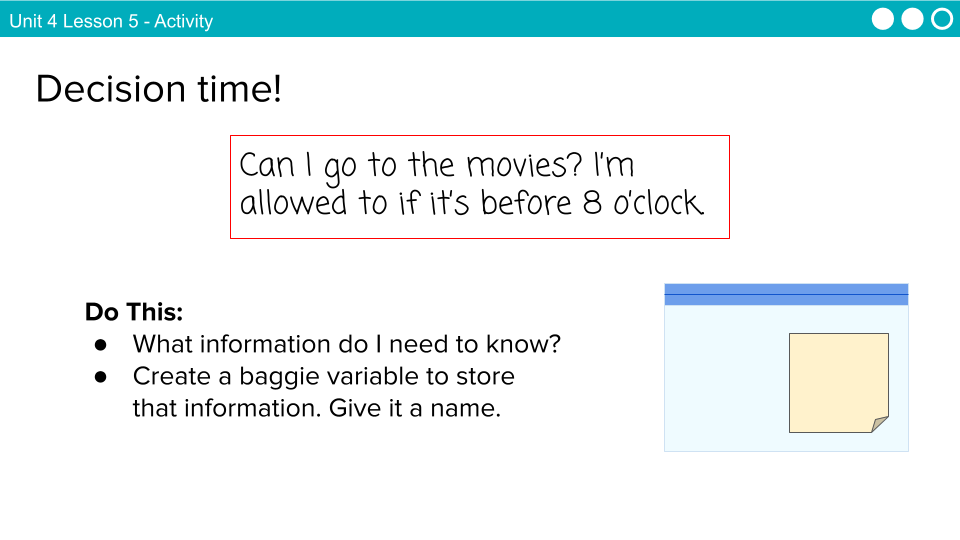 Unit 4 Lesson 5 - Activity
Decision time!
Can I go to the movies? I'm
allowed to if it's before 8 o'clock.
Do This:
● What information do I need to know?
● Create a baggie variable to store
that information. Give it a name.